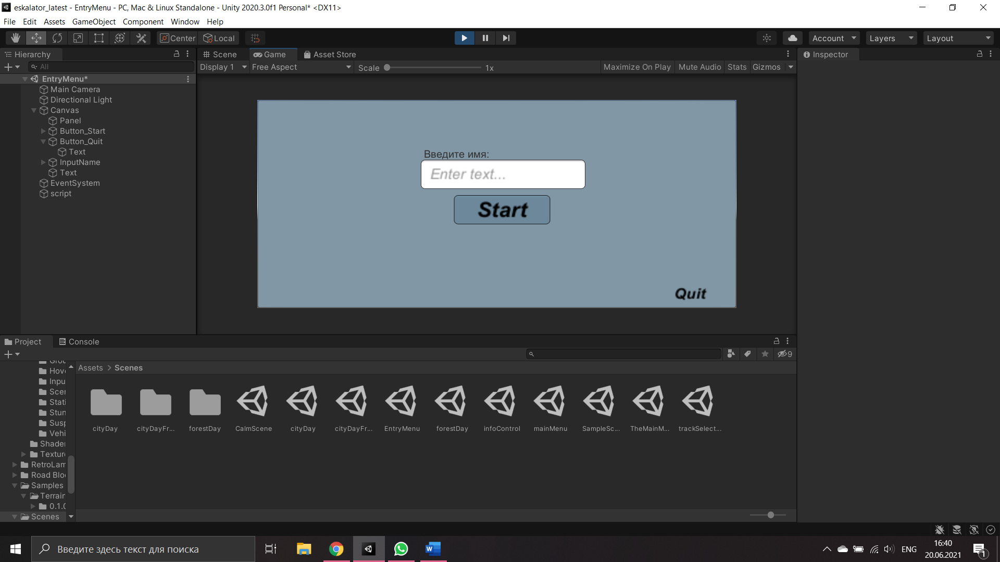 eskalator_latest - EntryMenu - PC, Mac & Linux Standalone - Unity 2020.3.0f1 Personal* <DX11>
File Edit Assets GameObject Component Window Help
Center Local Account Layers Layout
Hierarchy
All
EntryMenu*
Main Camera
Directional Light
Canvas
Panel
Button_Start
Button_Quit
Text
InputName
Text
EventSystem
script
Scene Game Asset Store
Display 1 Free Aspect Scale 1x Maximize On Play Mute Audio Stats Gizmos
Введите имя:
Enter text...
Start
Quit
Inspector
Project Console
9
Hov
Inpu
Scer
Stati
Stun
Susp
Vehi
Shader
Texture
RetroLam
Road Blo
Samples
Terrain
0.1.0
Scenes
Assets > Scenes
cityDay cityDayFr... forestDay CalmScene cityDay cityDayFr... EntryMenu forestDay infoControl mainMenu SampleSc... TheMainM... trackSelect...
Введите здесь текст для поиска
ENG
16:40
20.06.2021
1